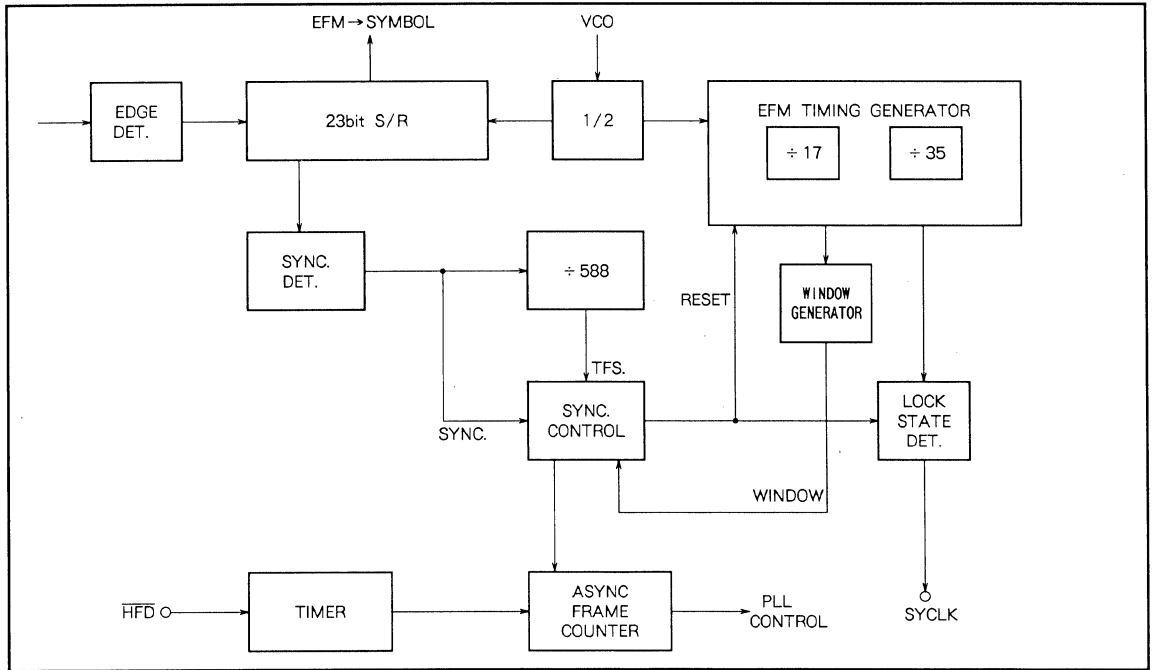 EFM→SYMBOL
VCO
EDGE
DET.
23bit S/R
1/2
EFM TIMING GENERATOR
÷17
÷35
SYNC.
DET.
÷588
RESET
WINDOW
GENERATOR
TFS.
SYNC.
SYNC.
CONTROL
LOCK
STATE
DET.
WINDOW
HFD
TIMER
ASYNC
FRAME
COUNTER
PLL
CONTROL
SYCLK